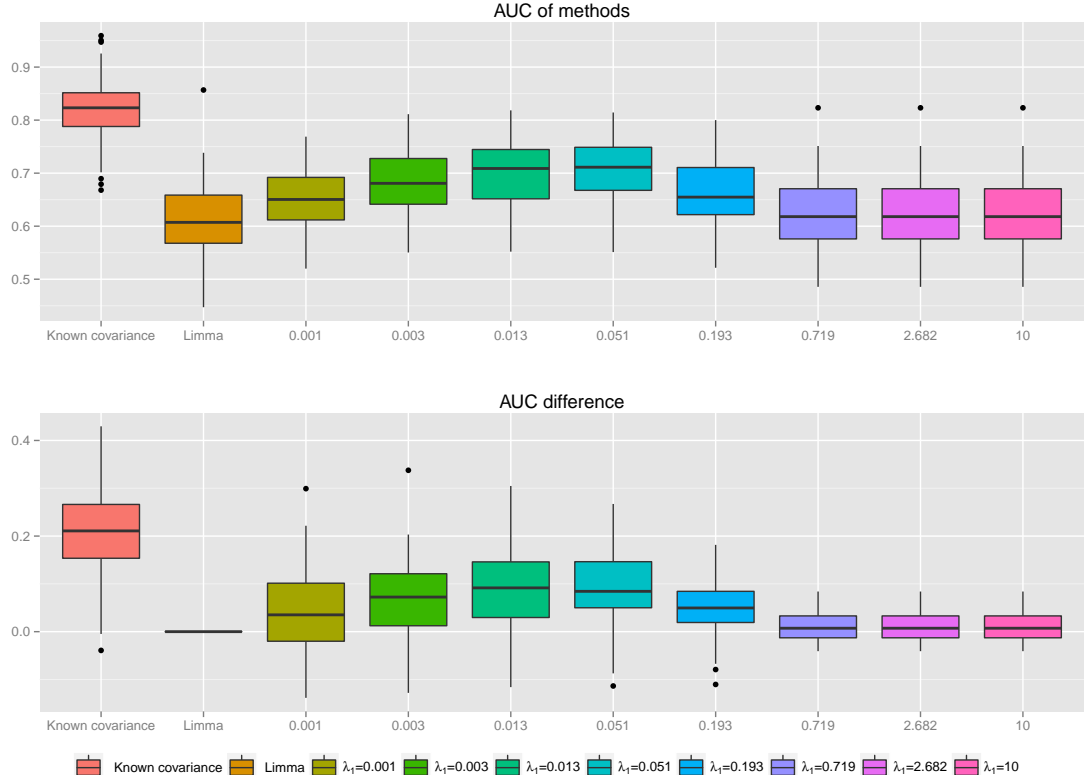 AUC of methods
0.9
0.8
0.7
0.6
0.5
Known covariance Limma 0.001 0.003 0.013 0.051 0.193 0.719 2.682 10
AUC difference
0.4
0.2
0.0
Known covariance Limma 0.001 0.003 0.013 0.051 0.193 0.719 2.682 10
Known covariance Limma λ₁=0.001 λ₁=0.003 λ₁=0.013 λ₁=0.051 λ₁=0.193 λ₁=0.719 λ₁=2.682 λ₁=10